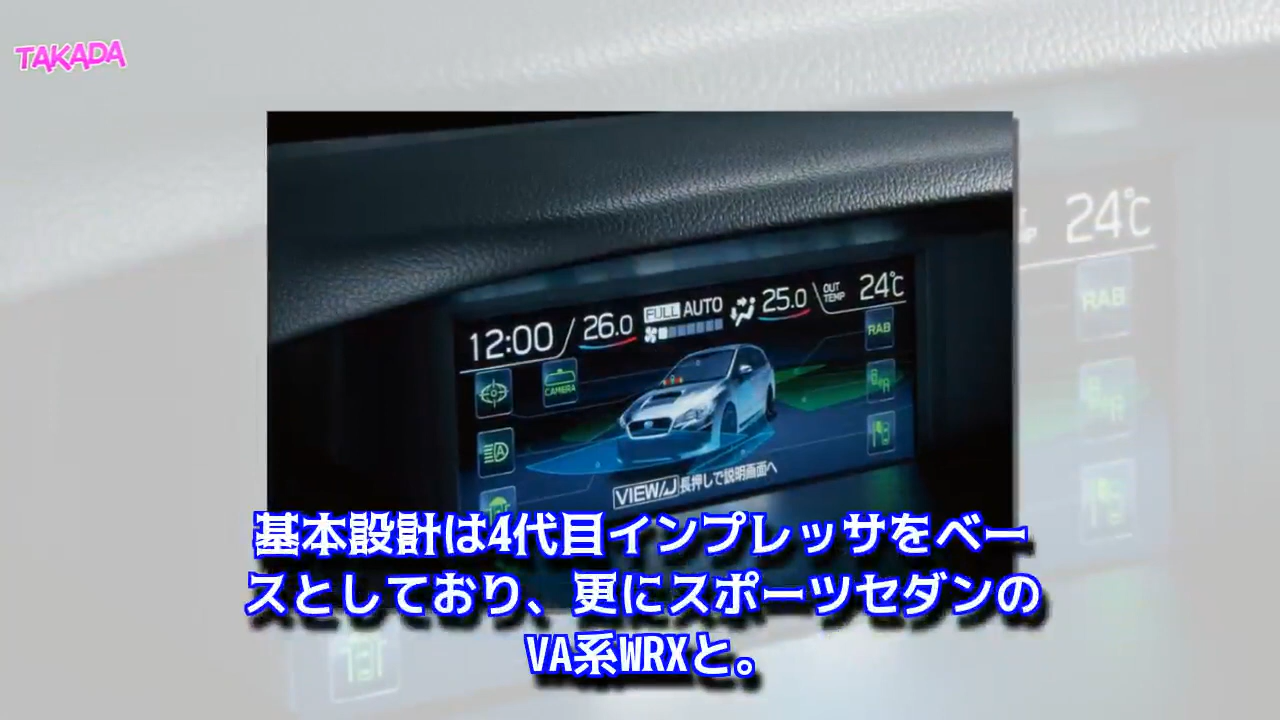 TAKADA
24℃
RAB
12:00 / 26.0 FULL AUTO 25.0 OUT TEMP 24℃
CAMERA
RAB
VIEW/ 長押しで説明画面へ
基本設計は4代目インプレッサをベー
スとしており、更にスポーツセダンの
VA系WRXと。